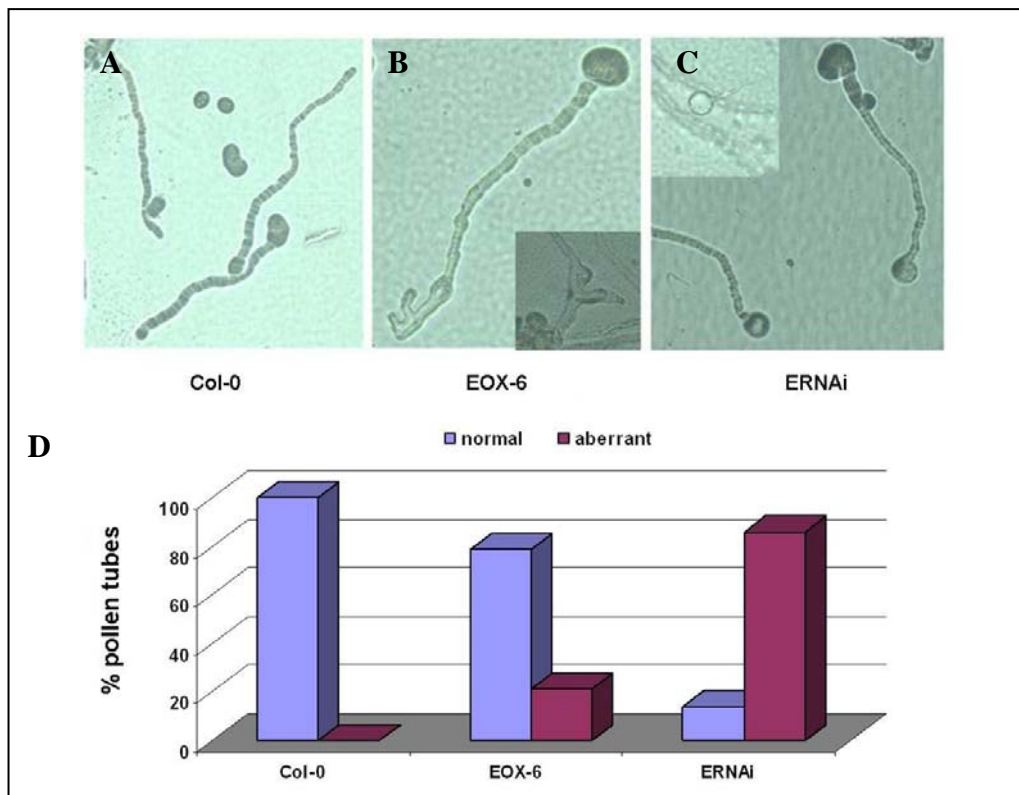 A B C
Col-0 EOX-6 ERNAi
D
normal aberrant
% pollen tubes
100
80
60
40
20
0
Col-0 EOX-6 ERNAi